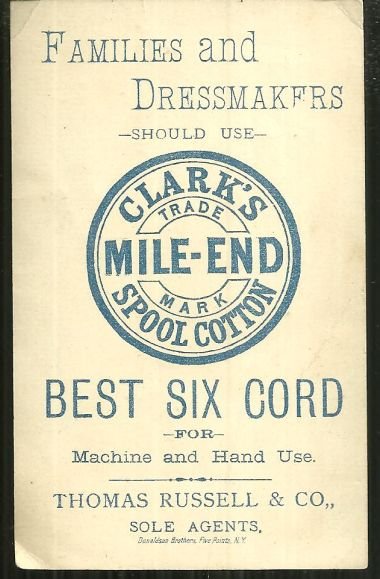 FAMILIES and
DRESSMAKERS
—SHOULD USE—
CLARK'S
TRADE
MILE-END
MARK
SPOOL COTTON
BEST SIX CORD
—FOR—
Machine and Hand Use.
THOMAS RUSSELL & CO.,
SOLE AGENTS.
Donaldson Brothers, Five Points, N.Y.